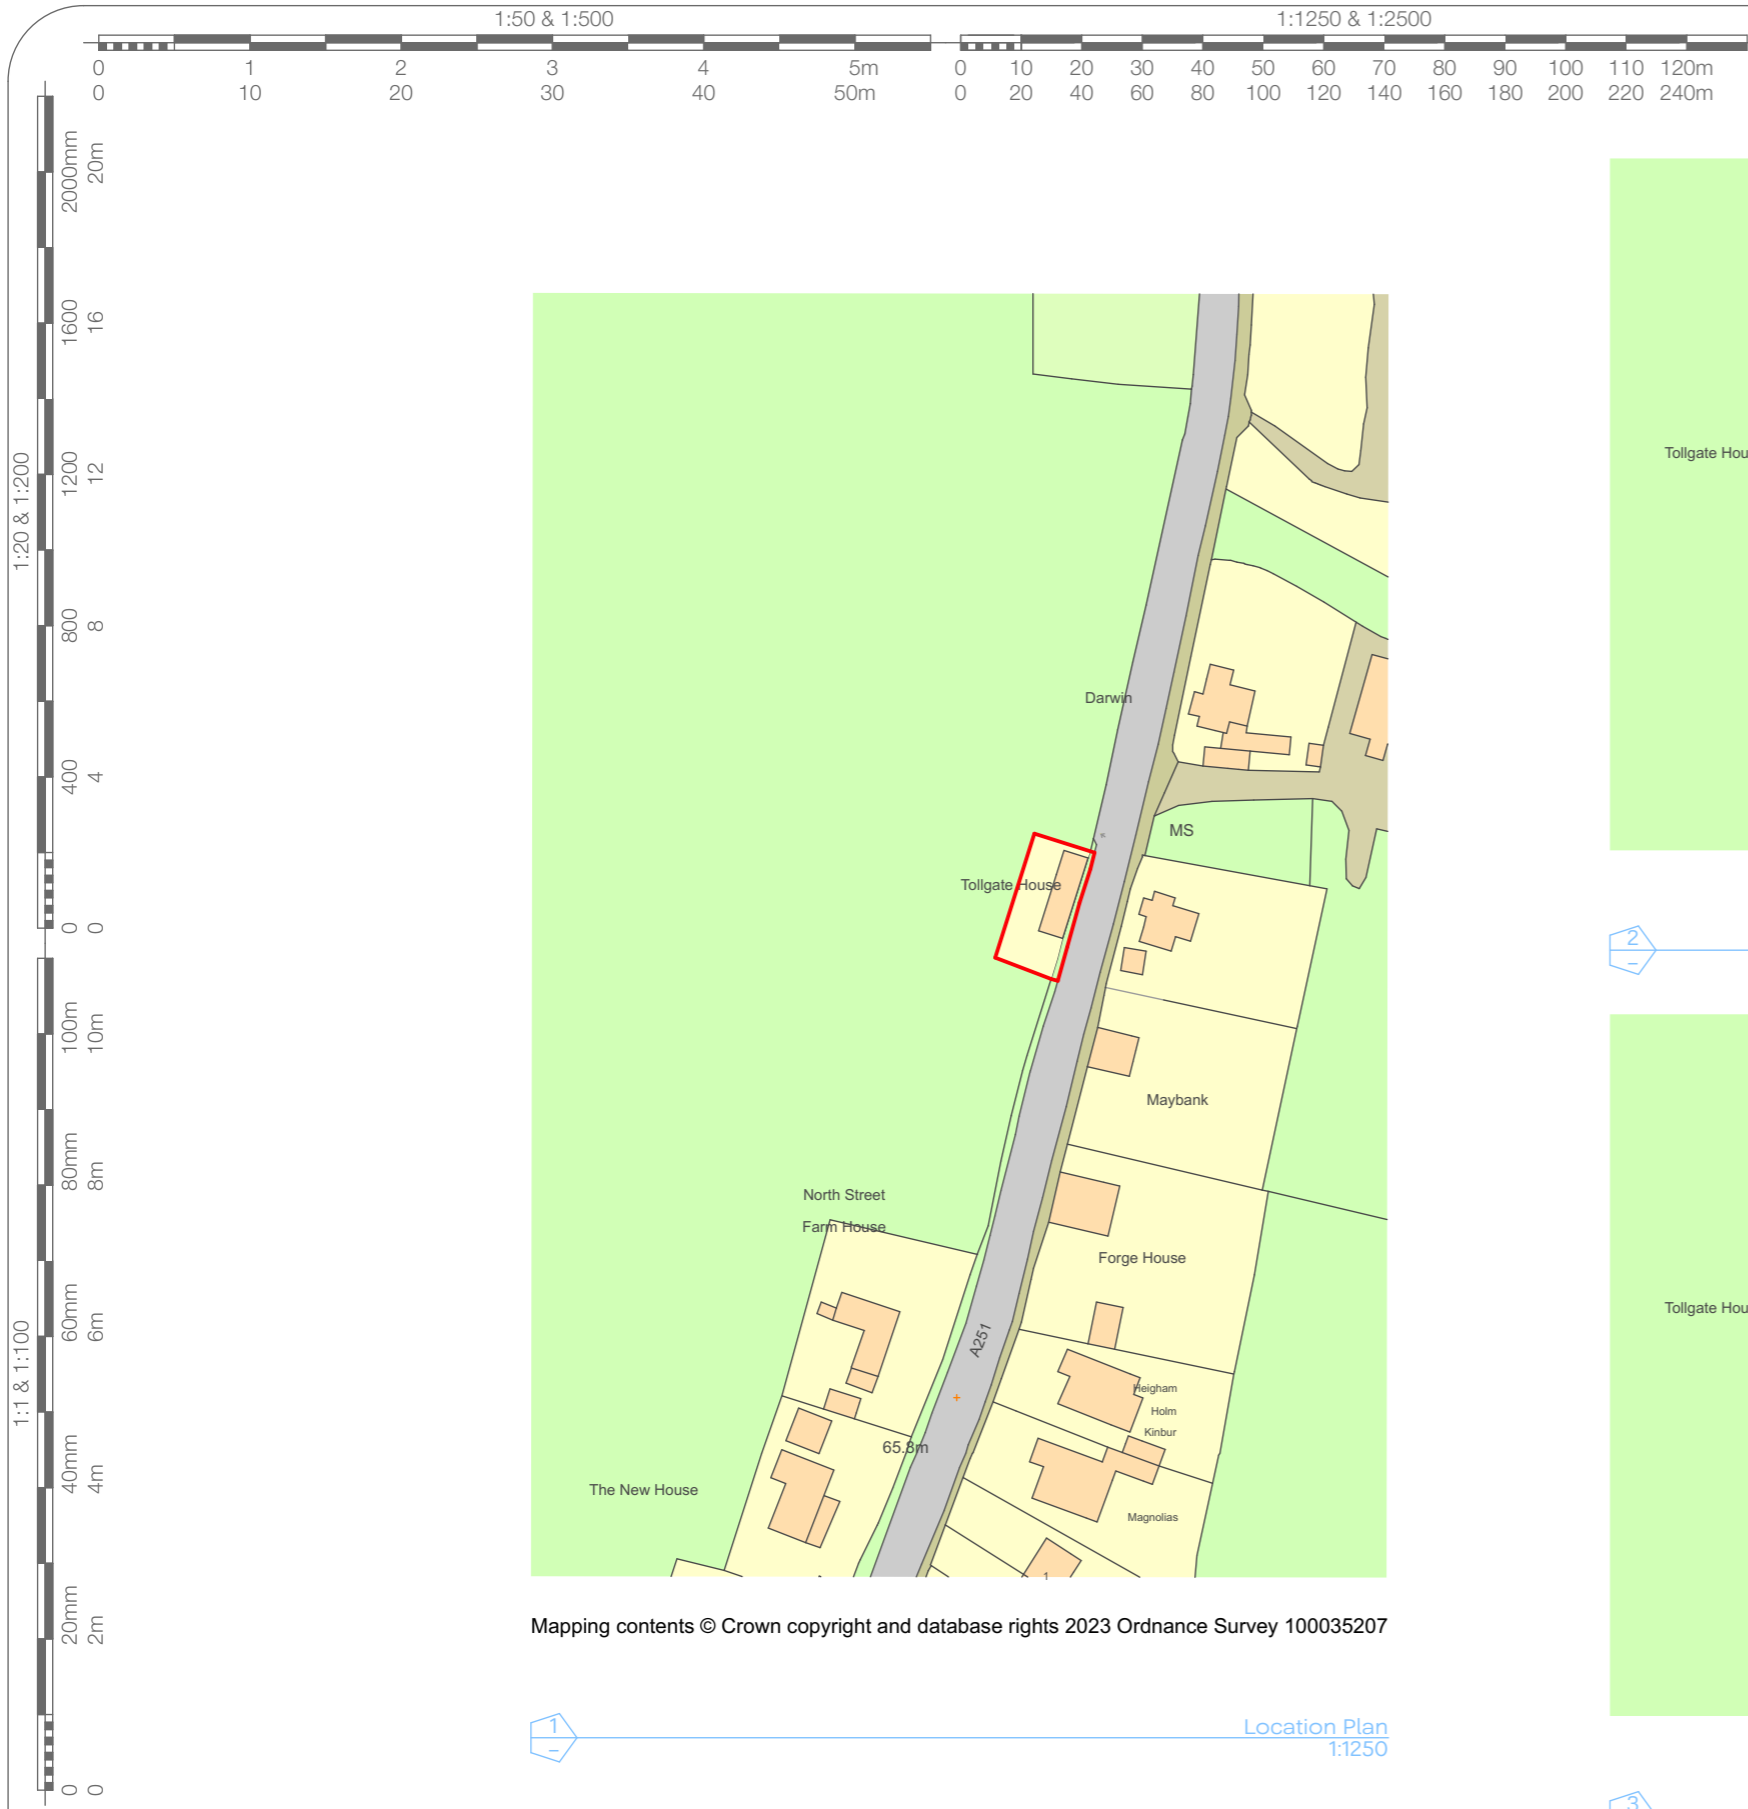 1:50 & 1:500
1:1250 & 1:2500
0 1 2 3 4 5m
0 10 20 30 40 50m
0 10 20 30 40 50 60 70 80 90 100 110 120m
0 20 40 60 80 100 120 140 160 180 200 220 240m
1:20 & 1:200
2000mm 20m
1600 16
1200 12
800 8
400 4
0 0
1:1 & 1:100
100m 10m
80mm 8m
60mm 6m
40mm 4m
20mm 2m
0 0
Darwin
MS
Tollgate House
Maybank
North Street
Farm House
Forge House
A251
Heigham
Holm
Kinbur
65.8m
The New House
Magnolias
1
Mapping contents © Crown copyright and database rights 2023 Ordnance Survey 100035207
1
–
Location Plan
1:1250
Tollgate Hou
2
–
Tollgate Hou
3